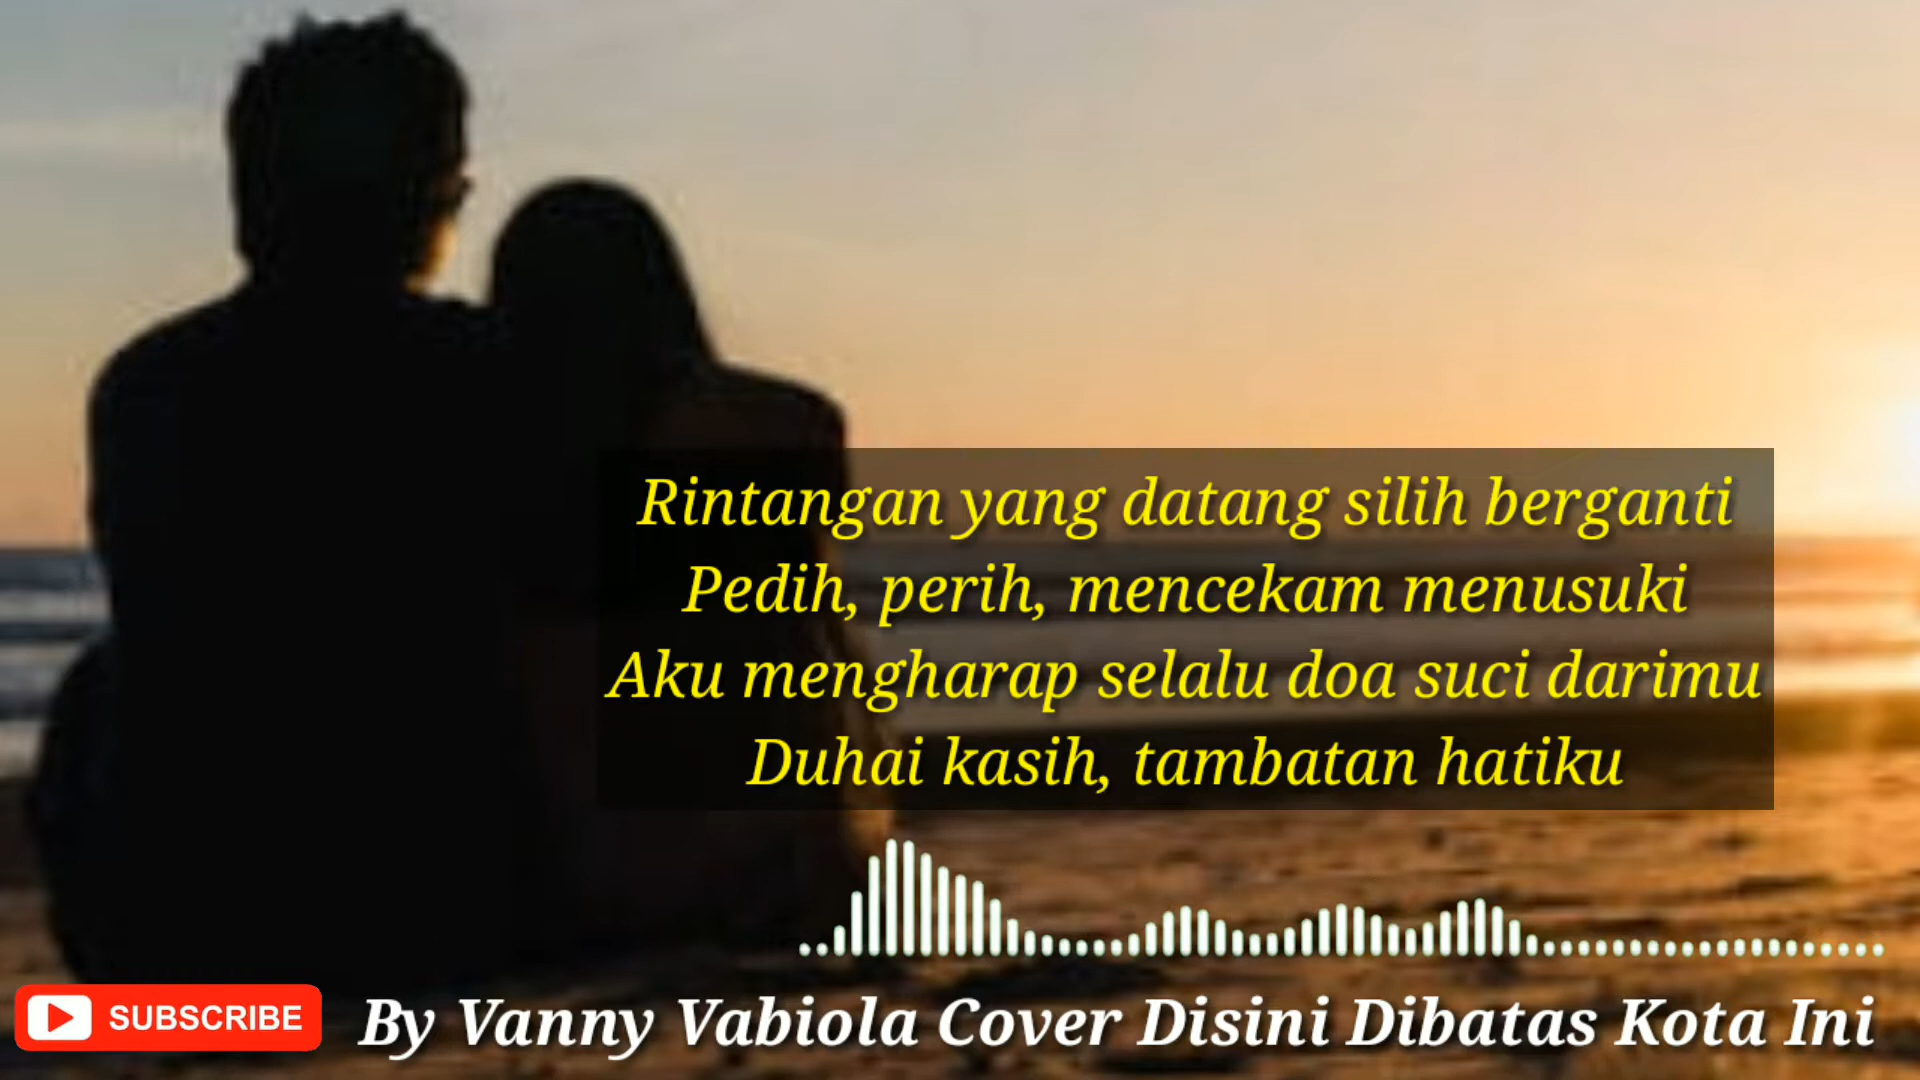 Rintangan yang datang silih berganti
Pedih, perih, mencekam menusuki
Aku mengharap selalu doa suci darimu
Duhai kasih, tambatan hatiku
SUBSCRIBE
By Vanny Vabiola Cover Disini Dibatas Kota Ini